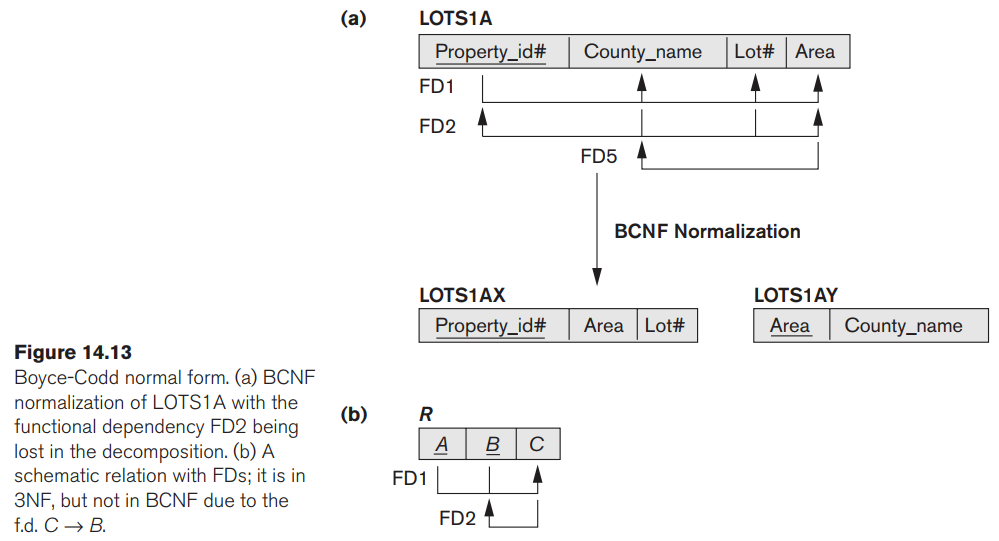 (a) LOTS1A
Property_id# County_name Lot# Area
FD1
FD2
FD5
BCNF Normalization
LOTS1AX LOTS1AY
Property_id# Area Lot# Area County_name
Figure 14.13
Boyce-Codd normal form. (a) BCNF
normalization of LOTS1A with the
functional dependency FD2 being
lost in the decomposition. (b) A
schematic relation with FDs; it is in
3NF, but not in BCNF due to the
f.d. C → B.
(b) R
A B C
FD1
FD2